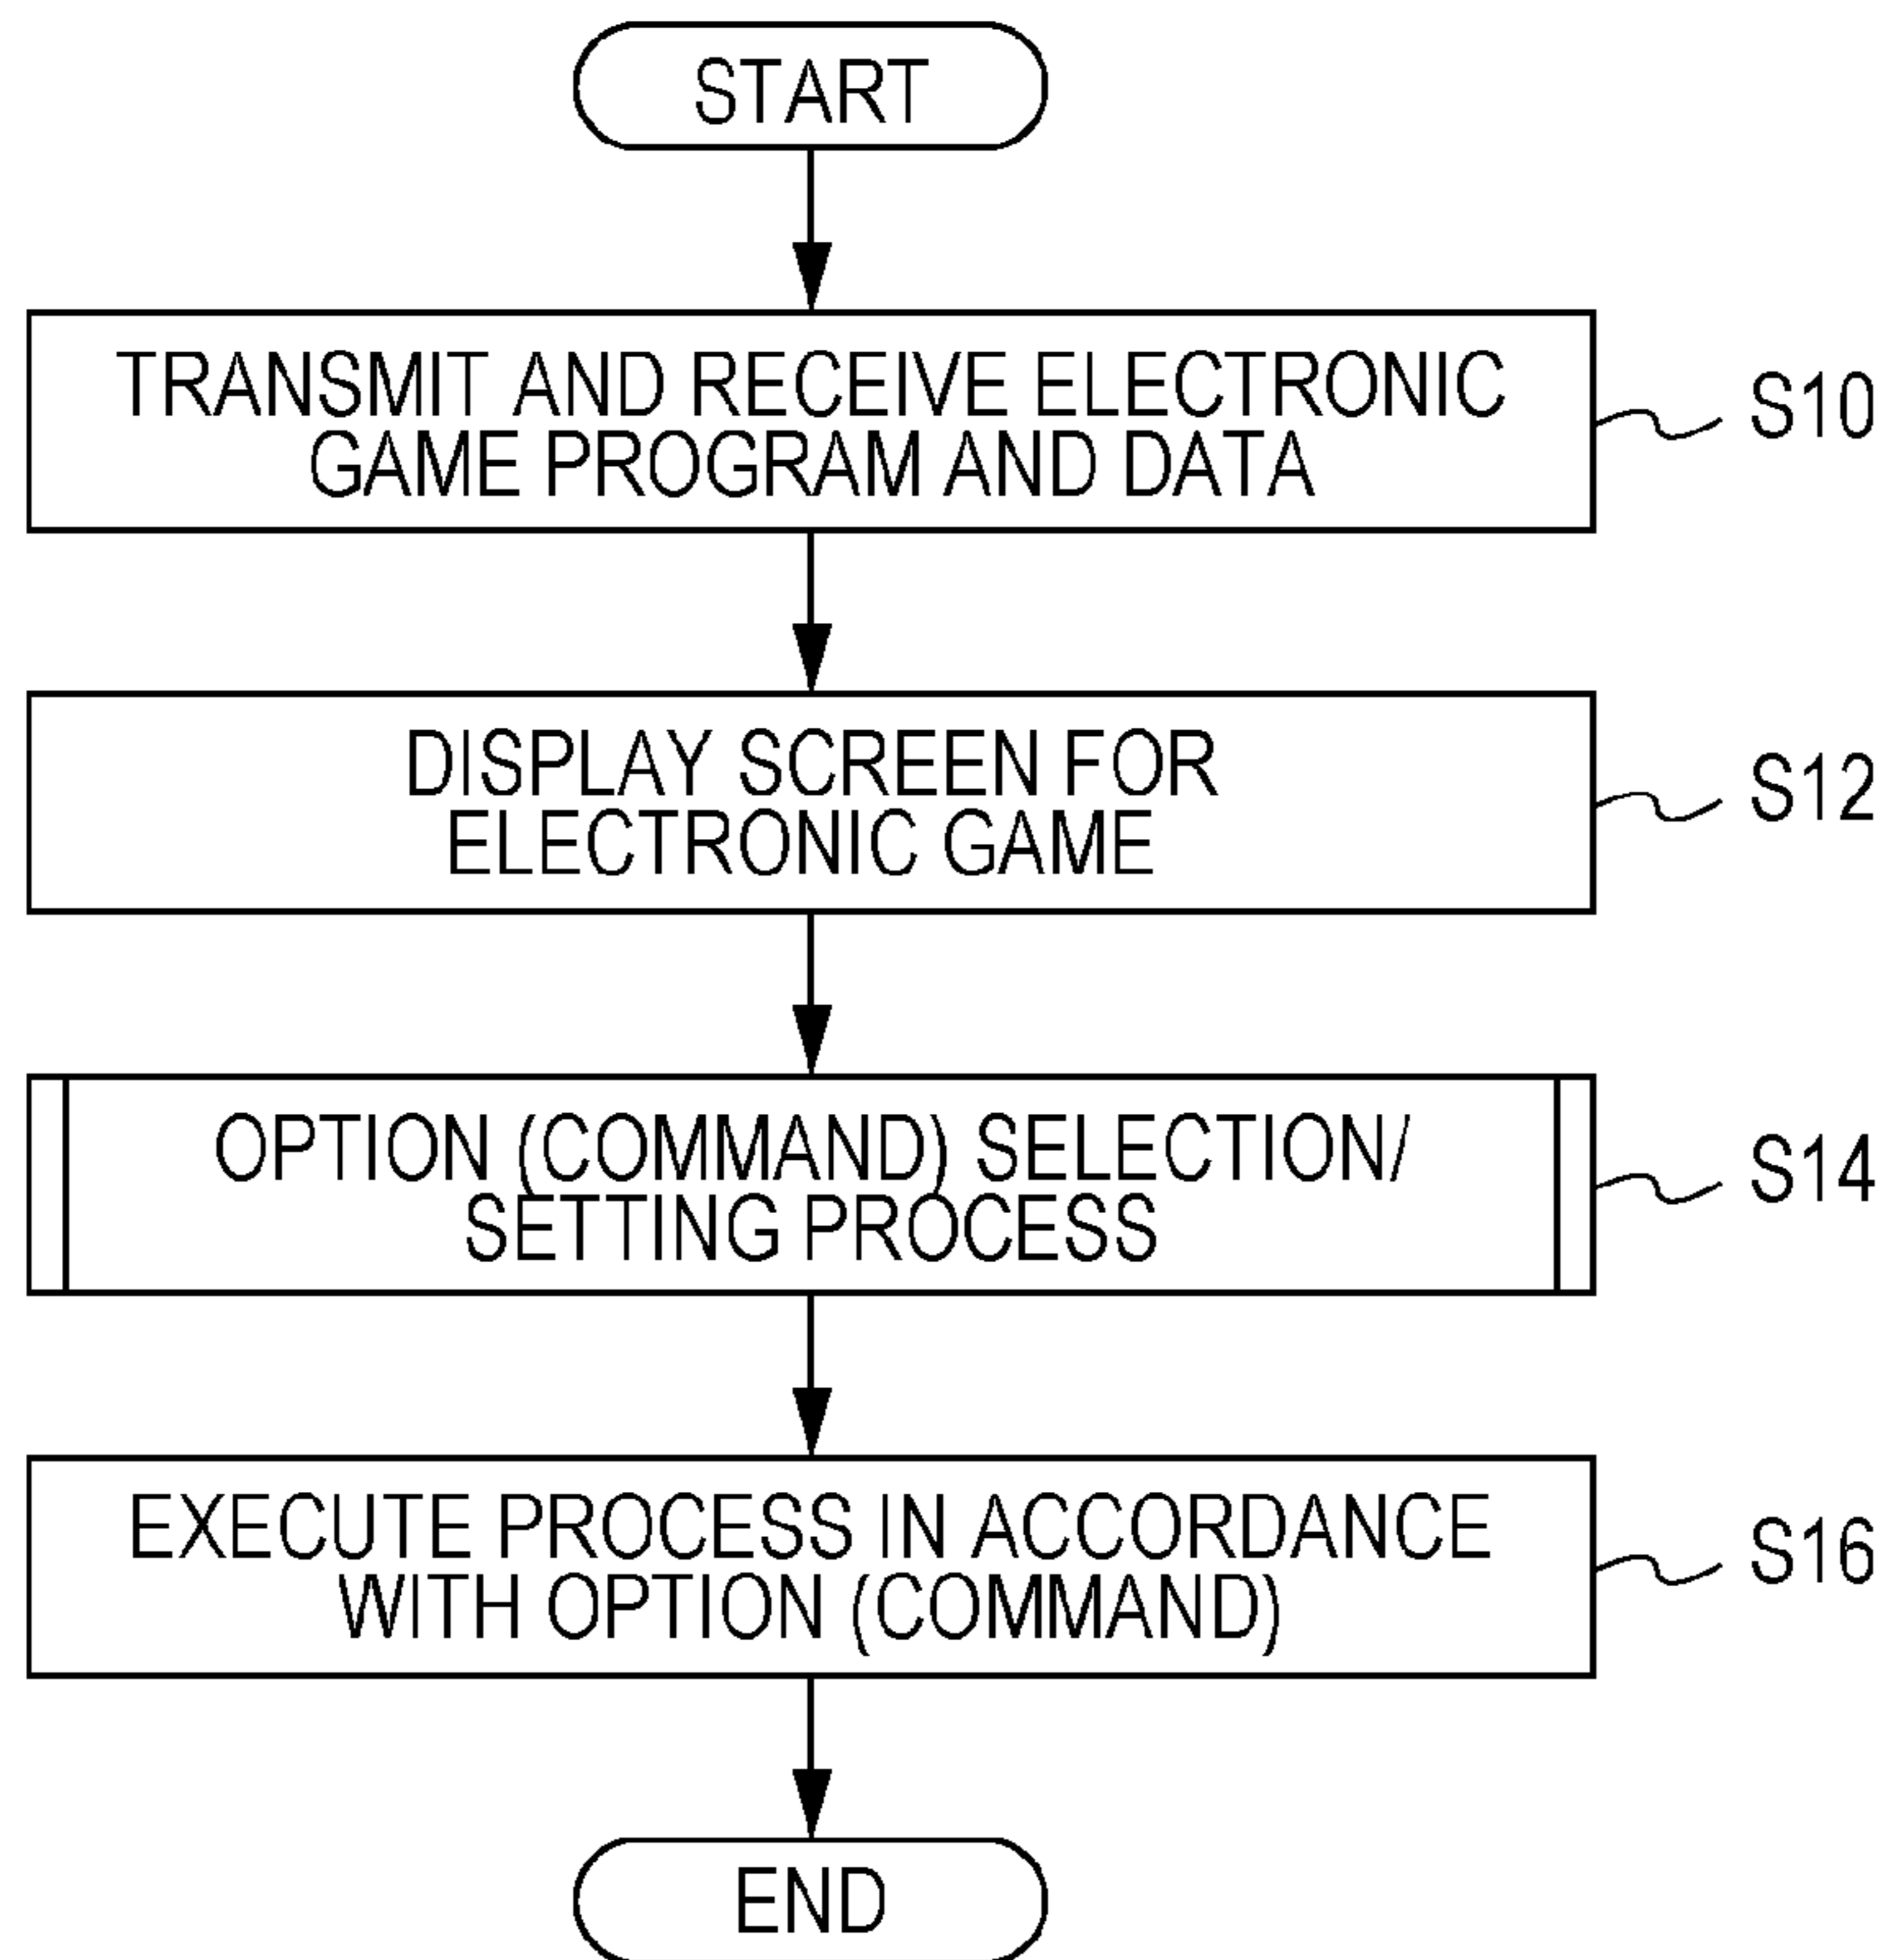 START
TRANSMIT AND RECEIVE ELECTRONIC
GAME PROGRAM AND DATA
S10
DISPLAY SCREEN FOR
ELECTRONIC GAME
S12
OPTION (COMMAND) SELECTION/
SETTING PROCESS
S14
EXECUTE PROCESS IN ACCORDANCE
WITH OPTION (COMMAND)
S16
END